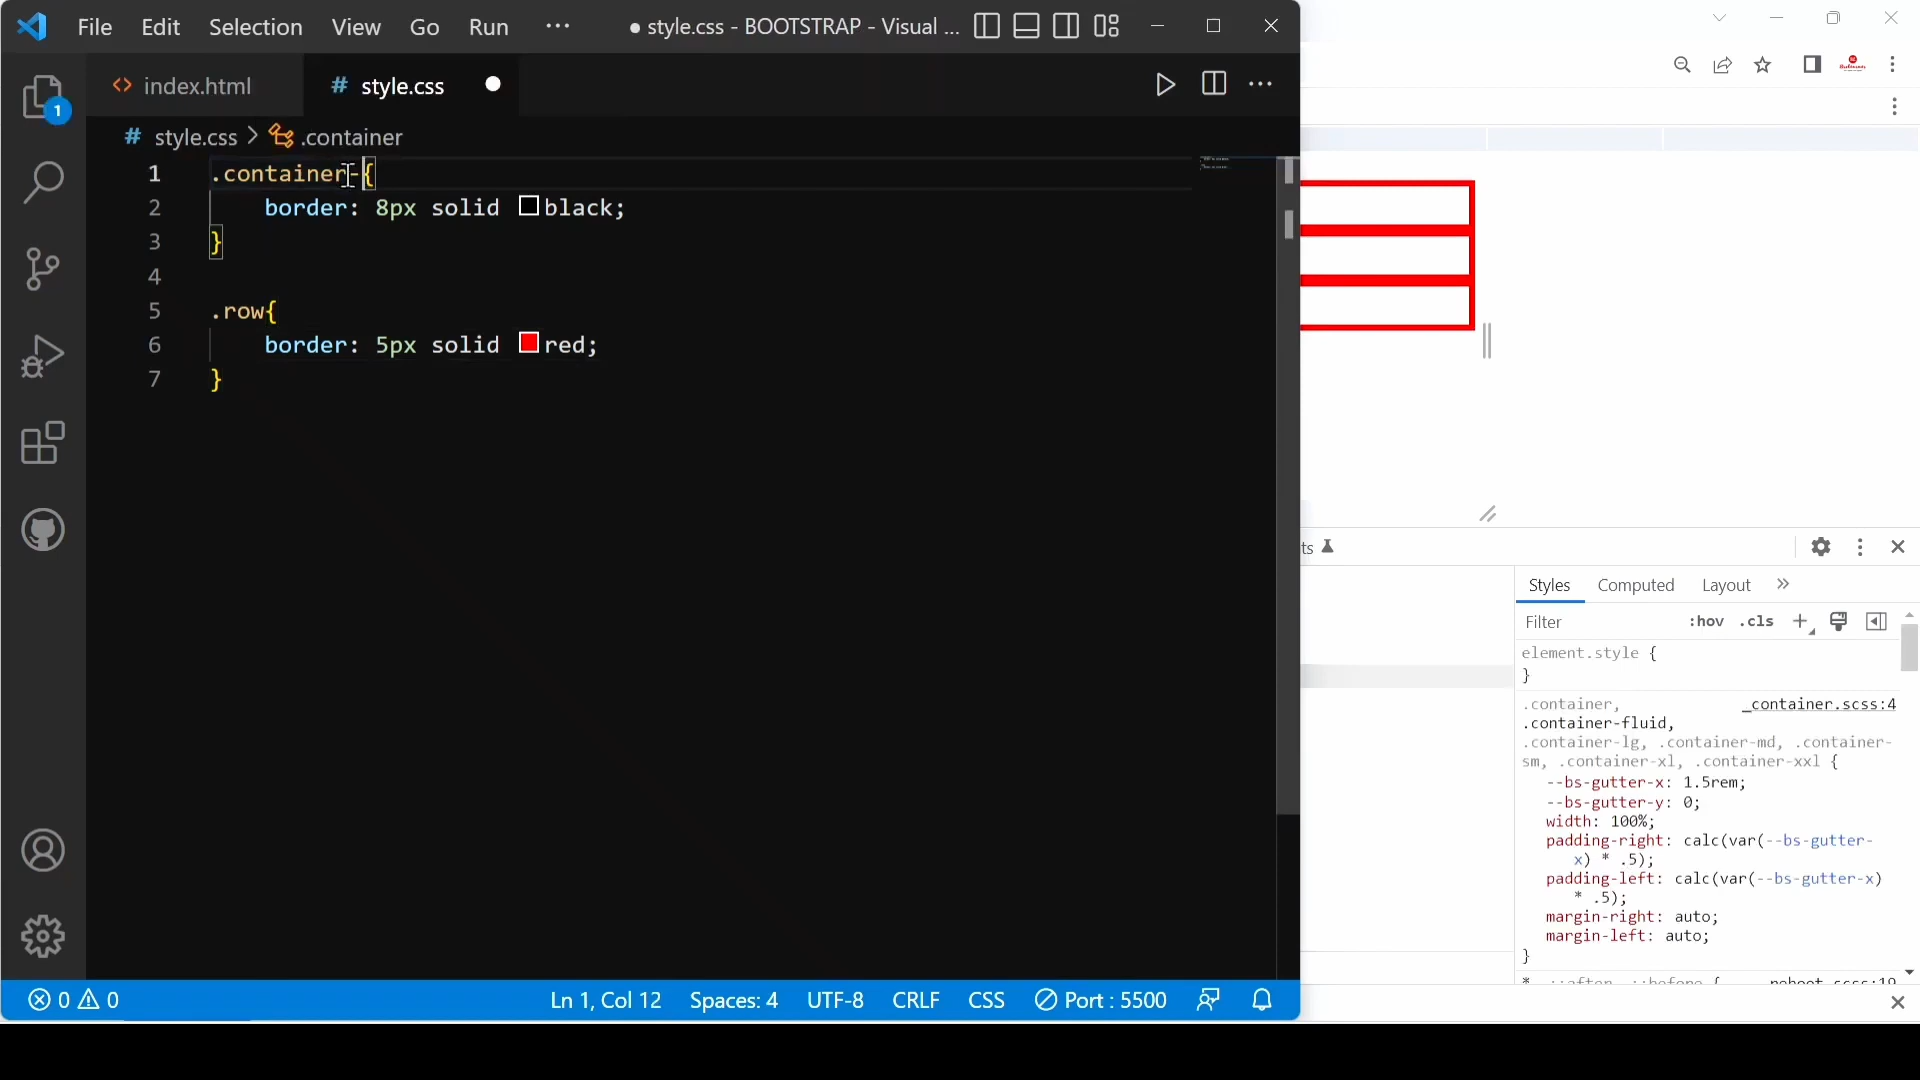 File Edit Selection View Go Run ···
● style.css - BOOTSTRAP - Visual ...
<> index.html
# style.css
# style.css > .container
1 .container-{
2 border: 8px solid black;
3 }
4
5 .row{
6 border: 5px solid red;
7 }
1
ts
Styles Computed Layout »
Filter :hov .cls +
element.style {
}
.container, _container.scss:4
.container-fluid,
.container-lg, .container-md, .container-
sm, .container-xl, .container-xxl {
--bs-gutter-x: 1.5rem;
--bs-gutter-y: 0;
width: 100%;
padding-right: calc(var(--bs-gutter-
x) * .5);
padding-left: calc(var(--bs-gutter-x)
* .5);
margin-right: auto;
margin-left: auto;
}
0 0 Ln 1, Col 12 Spaces: 4 UTF-8 CRLF CSS Port : 5500